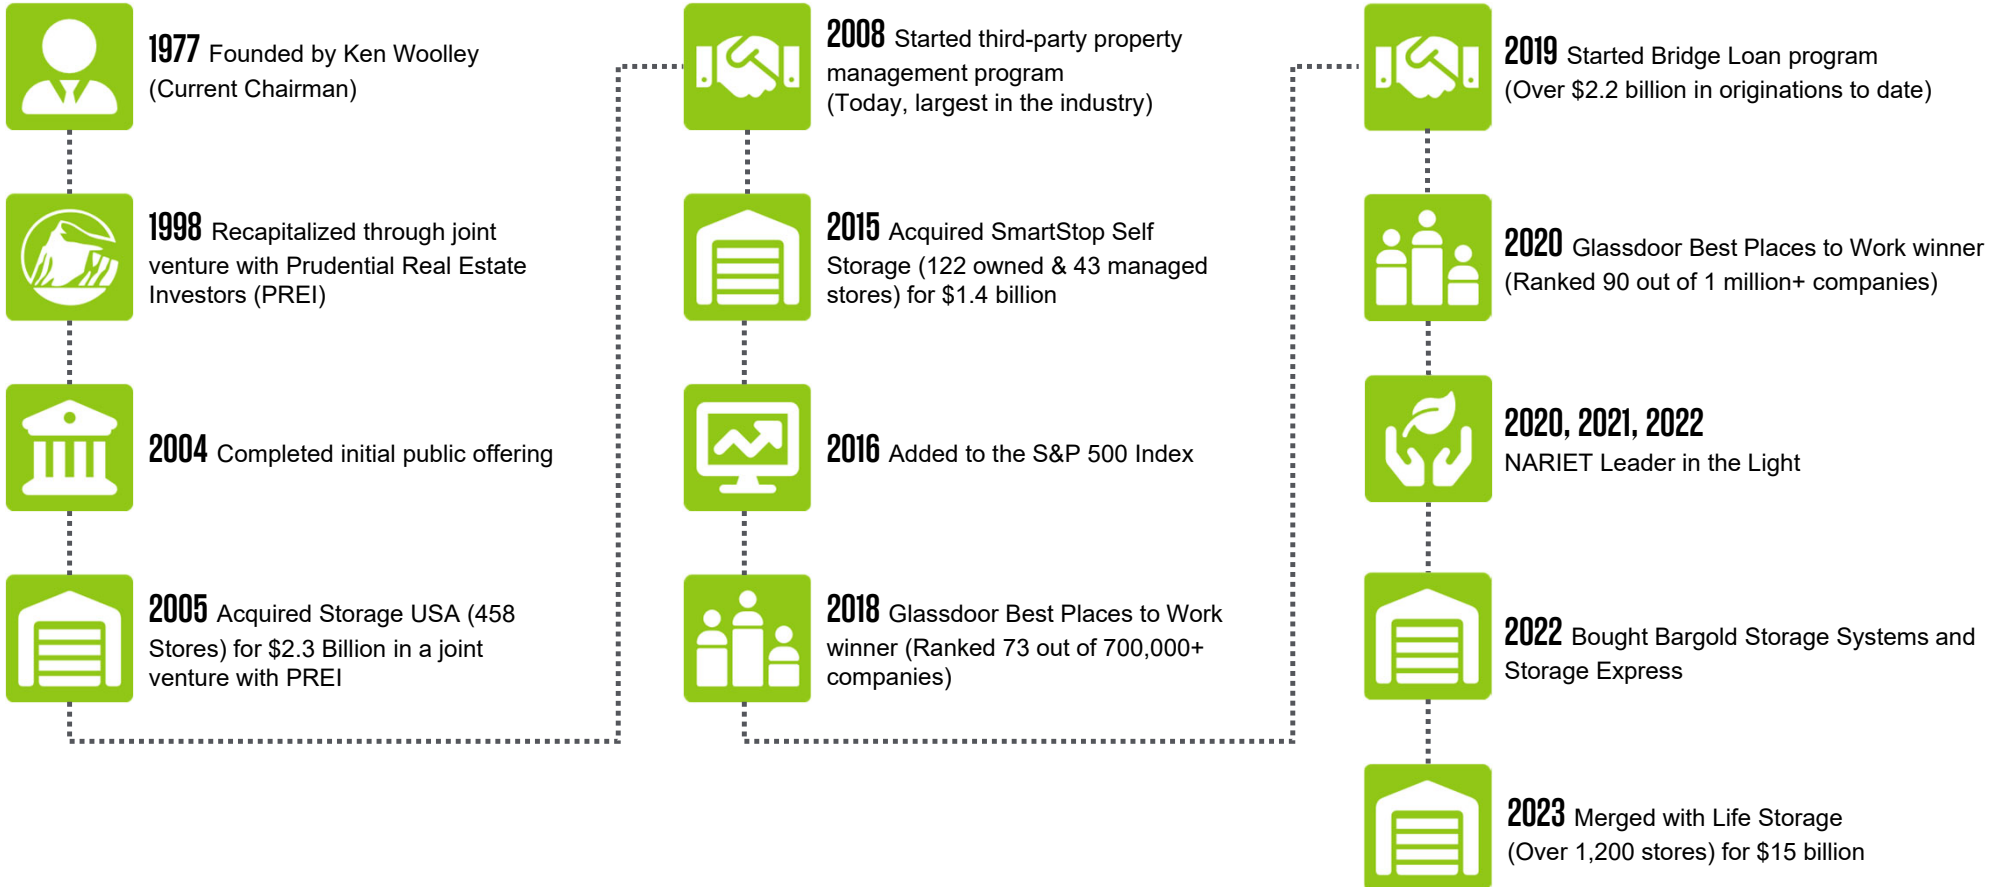 1977 Founded by Ken Woolley
(Current Chairman)
1998 Recapitalized through joint
venture with Prudential Real Estate
Investors (PREI)
2004 Completed initial public offering
2005 Acquired Storage USA (458
Stores) for $2.3 Billion in a joint
venture with PREI
2008 Started third-party property
management program
(Today, largest in the industry)
2015 Acquired SmartStop Self
Storage (122 owned & 43 managed
stores) for $1.4 billion
2016 Added to the S&P 500 Index
2018 Glassdoor Best Places to Work
winner (Ranked 73 out of 700,000+
companies)
2019 Started Bridge Loan program
(Over $2.2 billion in originations to date)
2020 Glassdoor Best Places to Work winner
(Ranked 90 out of 1 million+ companies)
2020, 2021, 2022
NARIET Leader in the Light
2022 Bought Bargold Storage Systems and
Storage Express
2023 Merged with Life Storage
(Over 1,200 stores) for $15 billion